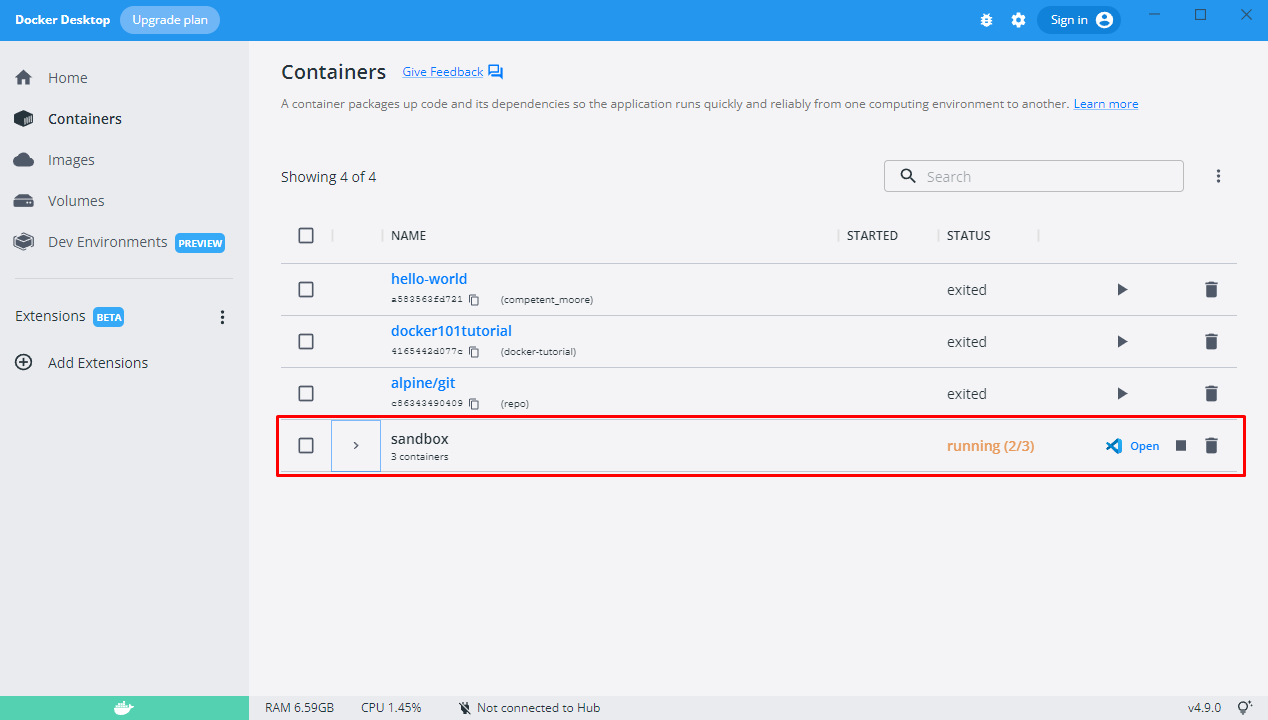 Docker Desktop Upgrade plan Sign in
Home
Containers
Images
Volumes
Dev Environments PREVIEW
Extensions BETA
Add Extensions
Containers Give Feedback
A container packages up code and its dependencies so the application runs quickly and reliably from one computing environment to another. Learn more
Showing 4 of 4 Search
NAME STARTED STATUS
hello-world
a583563fd721 (competent_moore) exited
docker101tutorial
4165442d077c (docker-tutorial) exited
alpine/git
c86343490409 (repo) exited
sandbox
3 containers running (2/3) Open
RAM 6.59GB CPU 1.45% Not connected to Hub v4.9.0